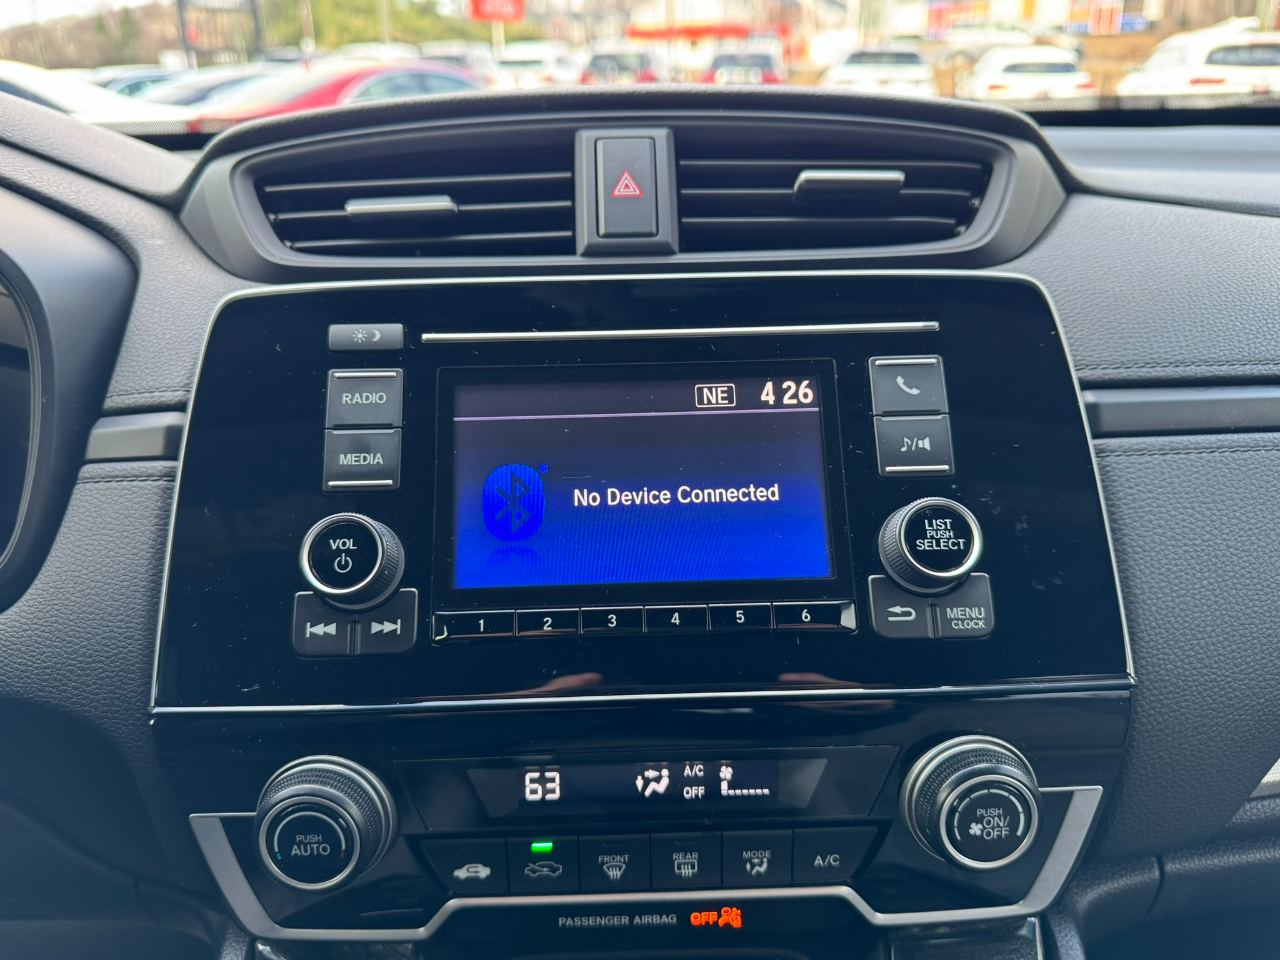 RADIO
MEDIA
NE 4 26
No Device Connected
VOL
LIST
PUSH
SELECT
1 2 3 4 5 6
MENU
CLOCK
63
A/C
OFF
PUSH
AUTO
PUSH
ON/
OFF
FRONT
REAR
MODE
A/C
PASSENGER AIRBAG OFF